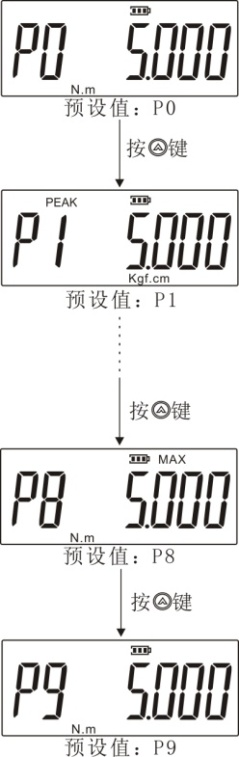 P0 5.000
N.m
预设值: P0
按键
PEAK
P1 5.000
Kgf.cm
预设值: P1
按键
MAX
P8 5.000
N.m
预设值: P8
按键
P9 5.000
N.m
预设值: P9